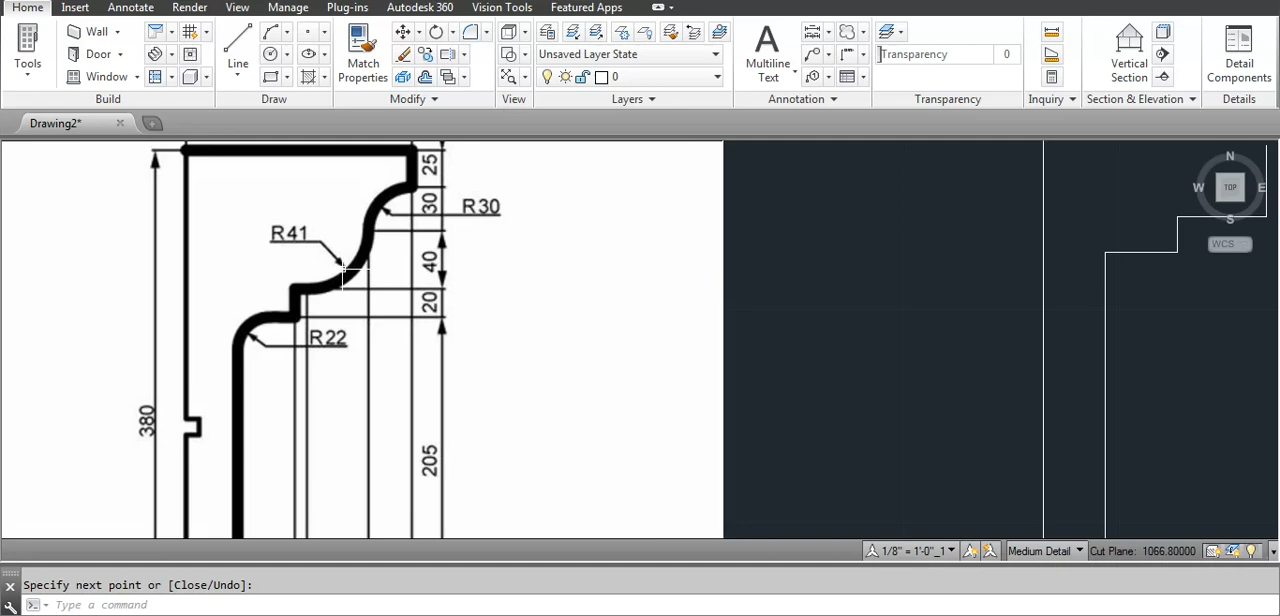 Home Insert Annotate Render View Manage Plug-ins Autodesk 360 Vision Tools Featured Apps
Wall
Door
Window
Tools
Build
Line
Draw
Match
Properties
Modify
View
Unsaved Layer State
0
Layers
Multiline
Text
Annotation
Transparency 0
Transparency
Inquiry
Vertical
Section
Section & Elevation
Detail
Components
Details
Drawing2*
25
30
R30
R41
40
20
R22
380
205
N
W
TOP
E
S
WCS
1/8" = 1'-0"_1
Medium Detail
Cut Plane: 1066.80000
Specify next point or [Close/Undo]:
Type a command